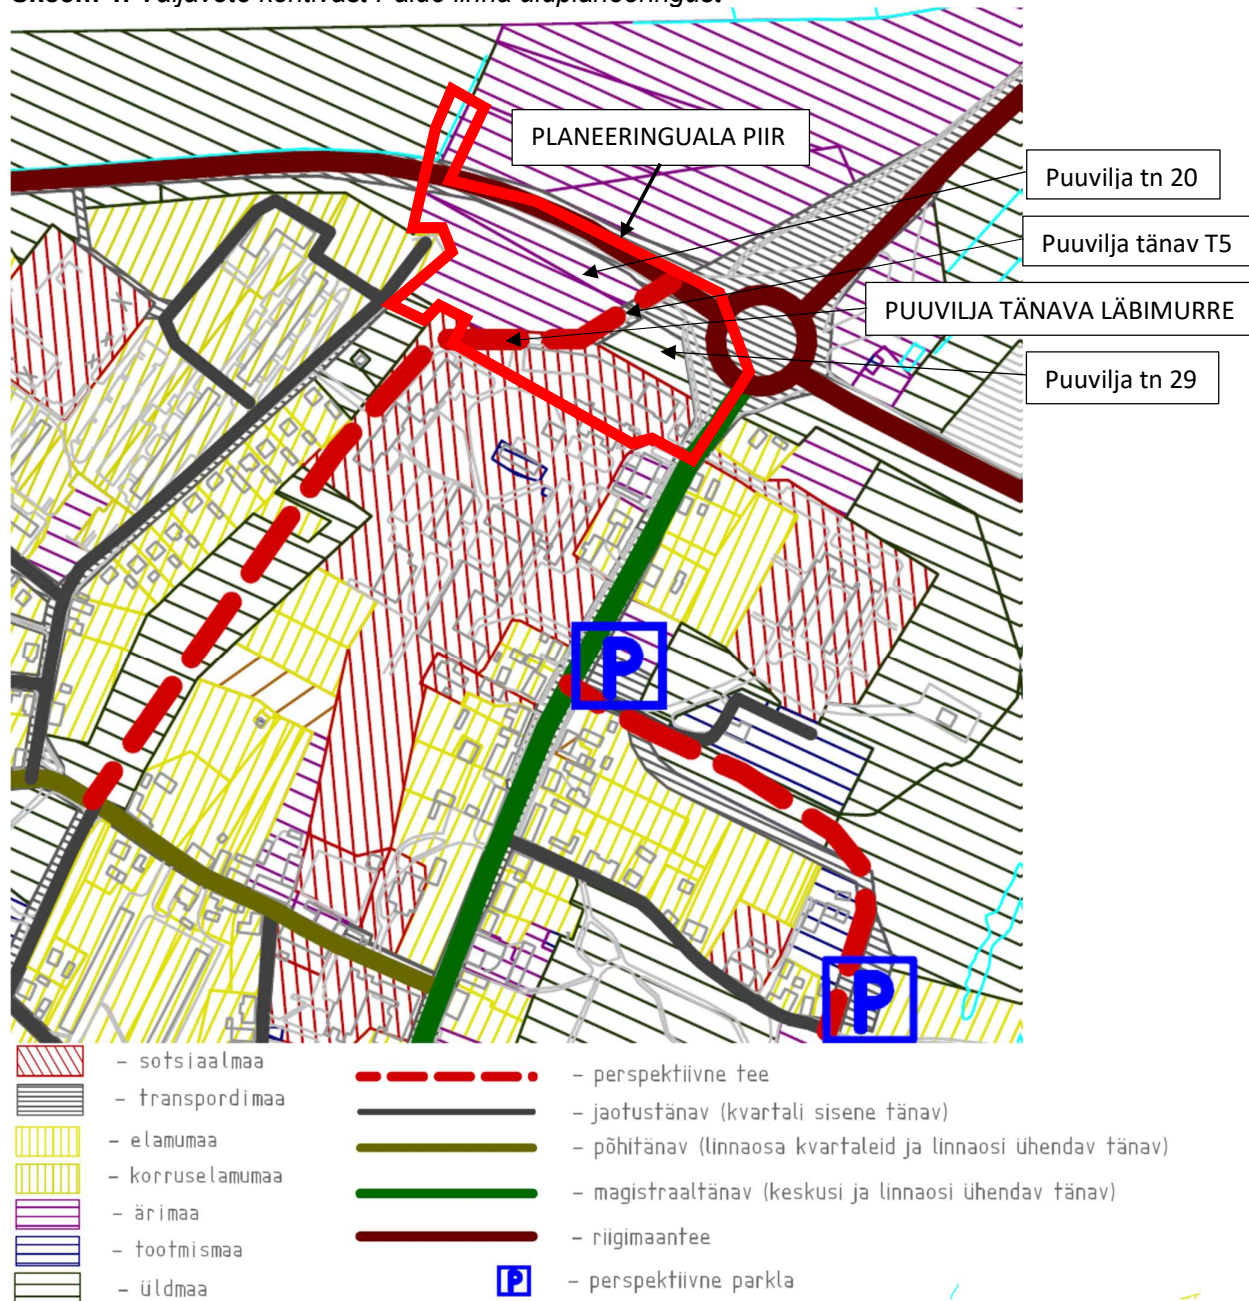 PLANEERINGUALA PIIR
Puuvilja tn 20
Puuvilja tänav T5
PUUVILJA TÄNAVA LÄBIMURRE
Puuvilja tn 29
P
P
– sotsiaalmaa
– transpordimaa
– elamumaa
– korruselamumaa
– ärimaa
– tootmismaa
– üldmaa
– perspektiivne tee
– jaotustänav (kvartali sisene tänav)
– põhitänav (linnaosa kvartaleid ja linnaosi ühendav tänav)
– magistraaltänav (keskusi ja linnaosi ühendav tänav)
– riigimaantee
P – perspektiivne parkla